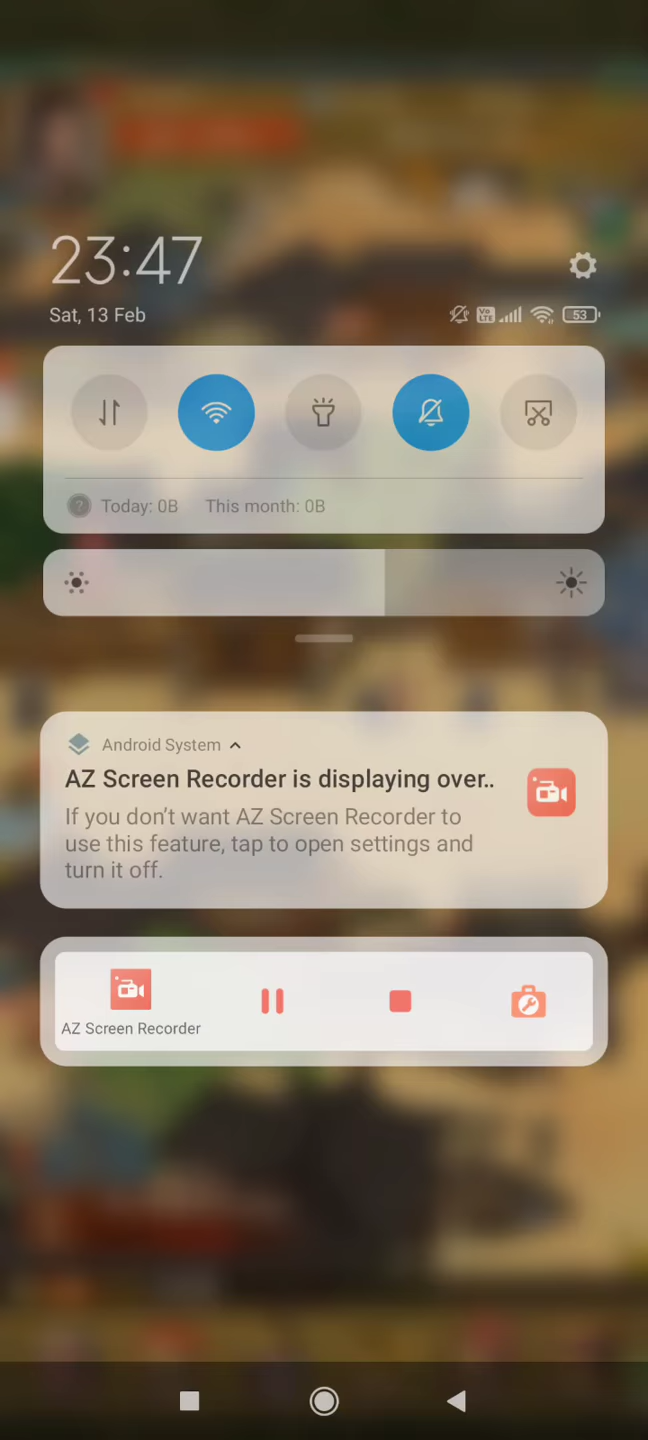 23:47
Sat, 13 Feb
Vo LTE
53
Today: 0B This month: 0B
Android System
AZ Screen Recorder is displaying over..
If you don’t want AZ Screen Recorder to
use this feature, tap to open settings and
turn it off.
AZ Screen Recorder